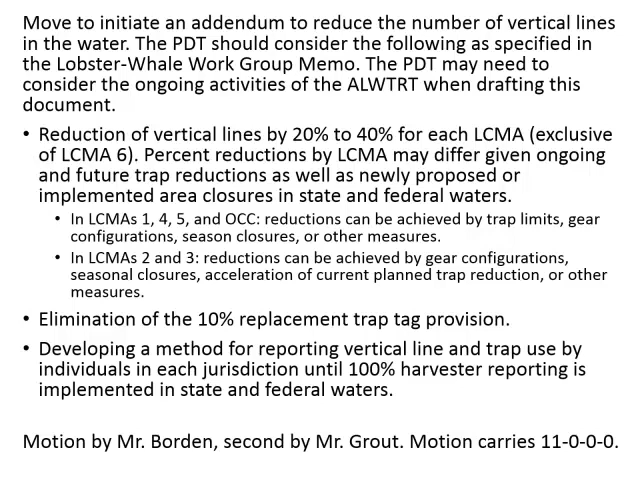 Move to initiate an addendum to reduce the number of vertical lines
in the water. The PDT should consider the following as specified in
the Lobster-Whale Work Group Memo. The PDT may need to
consider the ongoing activities of the ALWTRT when drafting this
document.
• Reduction of vertical lines by 20% to 40% for each LCMA (exclusive
of LCMA 6). Percent reductions by LCMA may differ given ongoing
and future trap reductions as well as newly proposed or
implemented area closures in state and federal waters.
• In LCMAs 1, 4, 5, and OCC: reductions can be achieved by trap limits, gear
configurations, season closures, or other measures.
• In LCMAs 2 and 3: reductions can be achieved by gear configurations,
seasonal closures, acceleration of current planned trap reduction, or other
measures.
• Elimination of the 10% replacement trap tag provision.
• Developing a method for reporting vertical line and trap use by
individuals in each jurisdiction until 100% harvester reporting is
implemented in state and federal waters.
Motion by Mr. Borden, second by Mr. Grout. Motion carries 11-0-0-0.